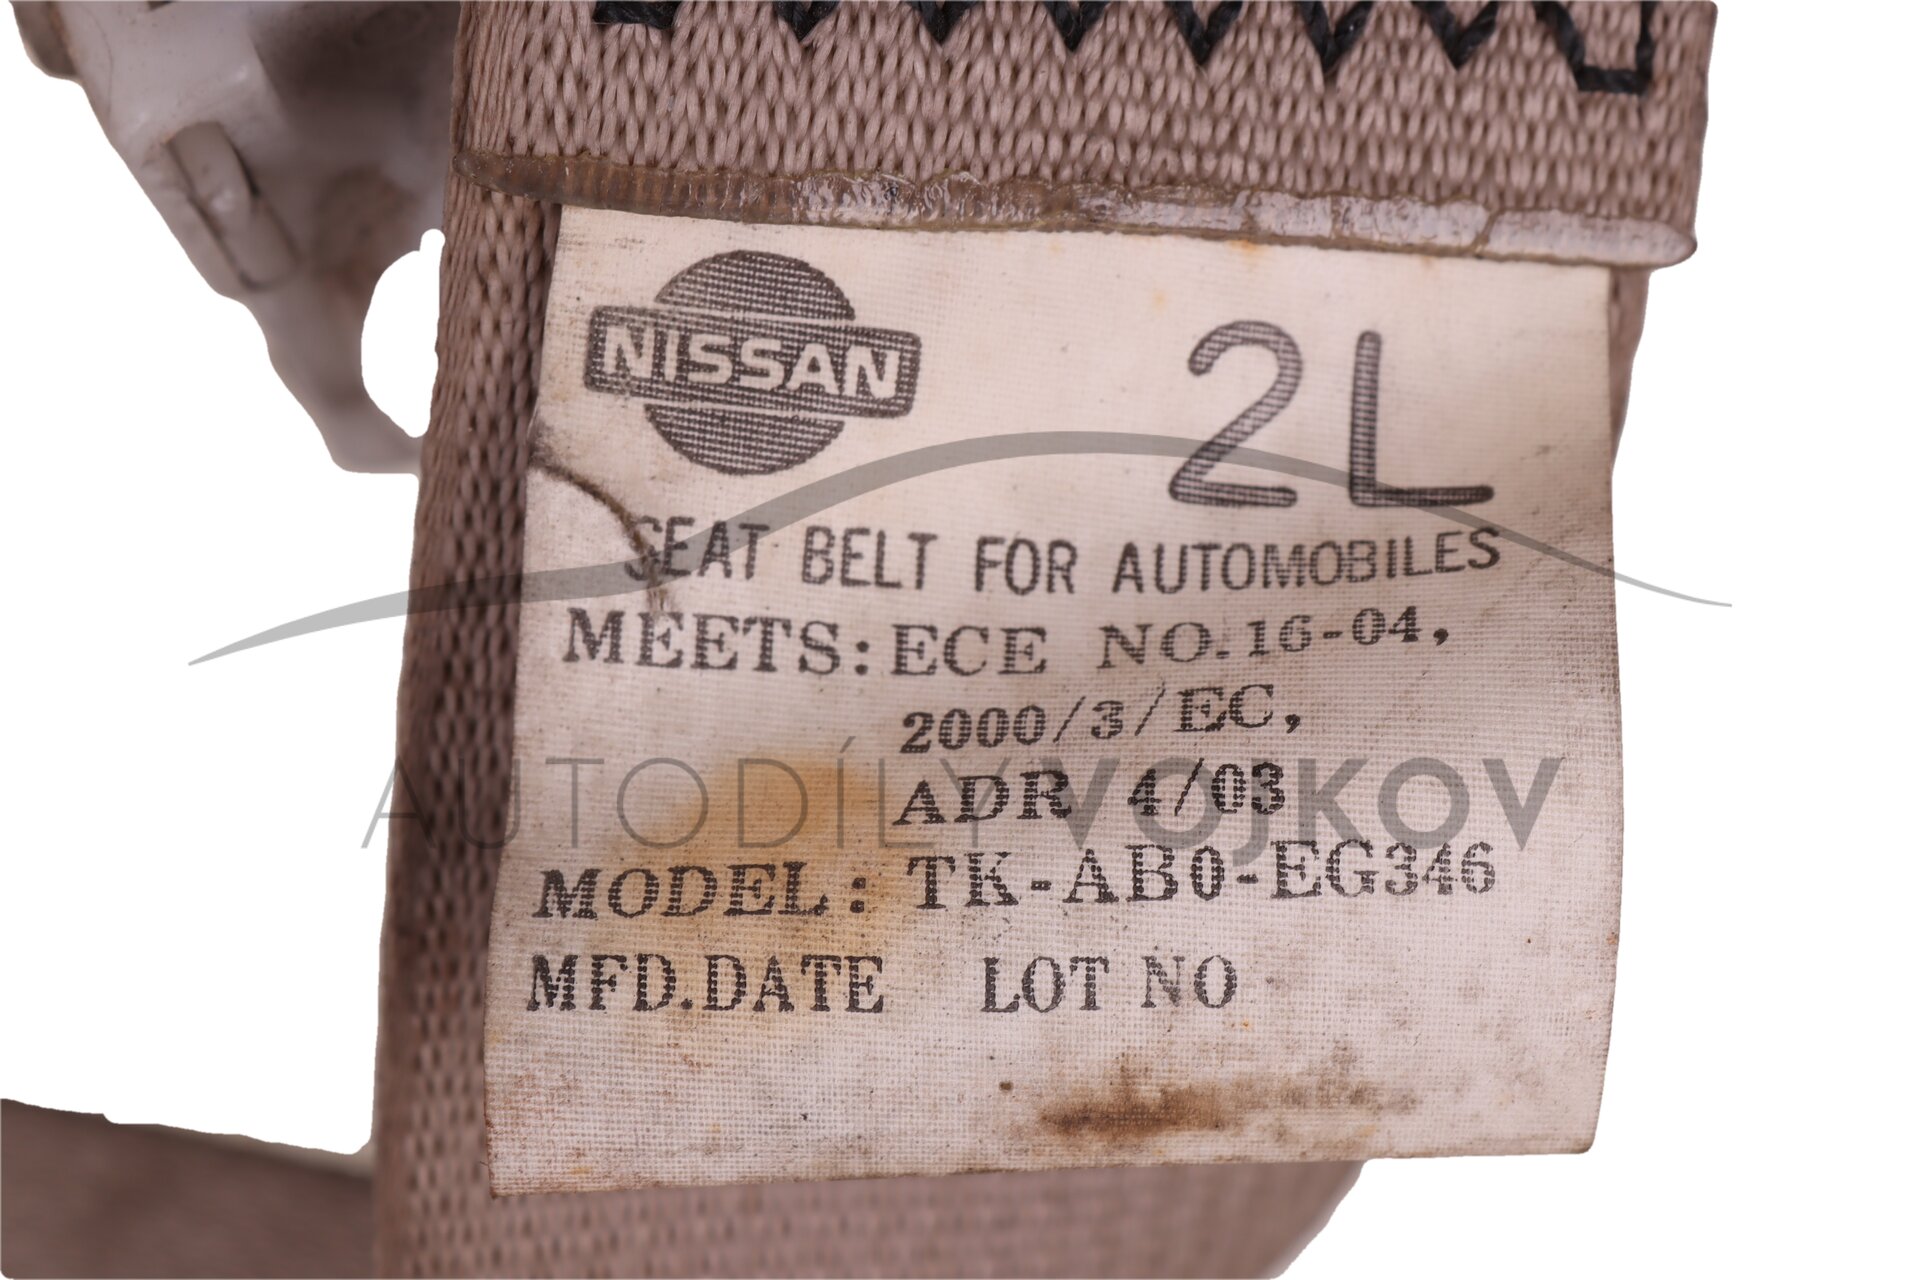 NISSAN
2L
SEAT BELT FOR AUTOMOBILES
MEETS: ECE NO.16-04,
2000/3/EC,
ADR 4/03
AUTODÍLY VOJKOV
MODEL: TK-AB0-EG346
MFD.DATE LOT NO